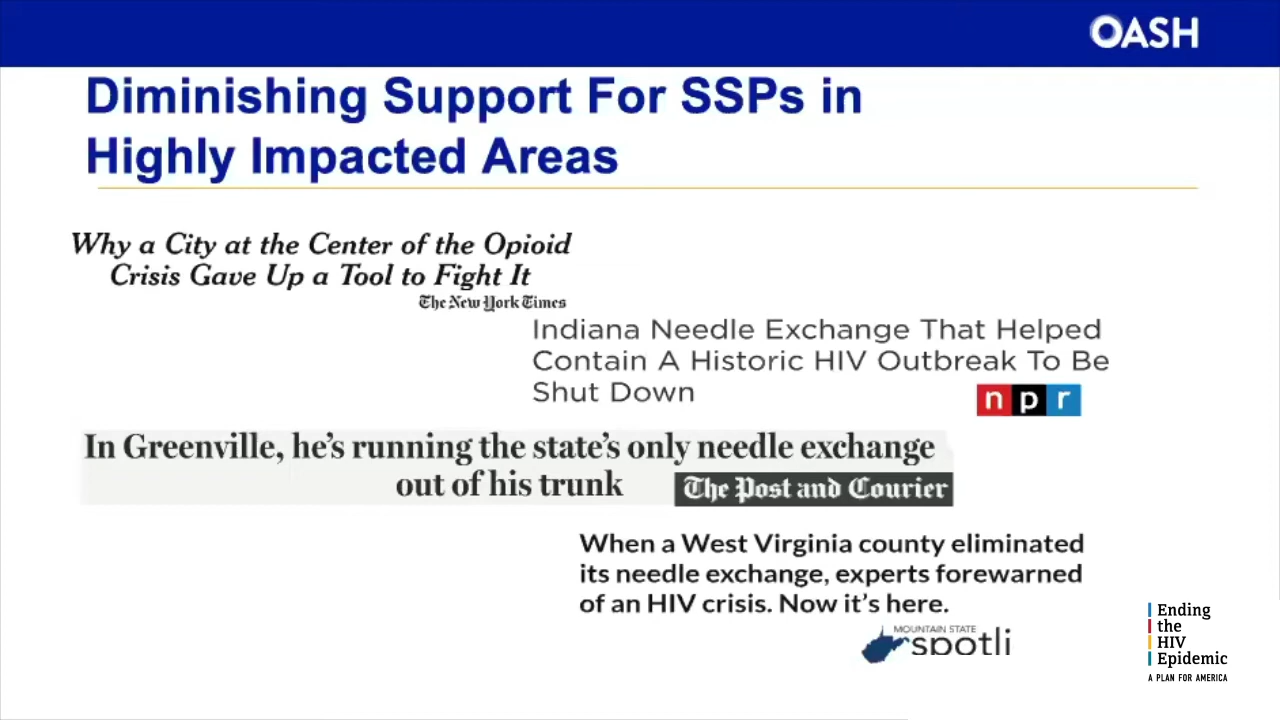 OASH
Diminishing Support For SSPs in
Highly Impacted Areas
Why a City at the Center of the Opioid
Crisis Gave Up a Tool to Fight It
The New York Times
Indiana Needle Exchange That Helped
Contain A Historic HIV Outbreak To Be
Shut Down
npr
In Greenville, he's running the state's only needle exchange
out of his trunk
The Post and Courier
When a West Virginia county eliminated
its needle exchange, experts forewarned
of an HIV crisis. Now it's here.
MOUNTAIN STATE
spotli
Ending
the
HIV
Epidemic
A PLAN FOR AMERICA